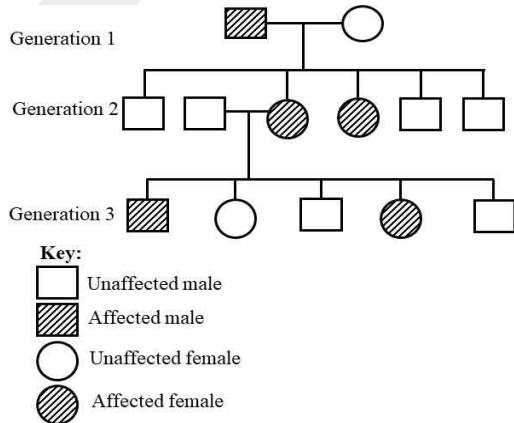 Generation 1
Generation 2
Generation 3
Key:
Unaffected male
Affected male
Unaffected female
Affected female